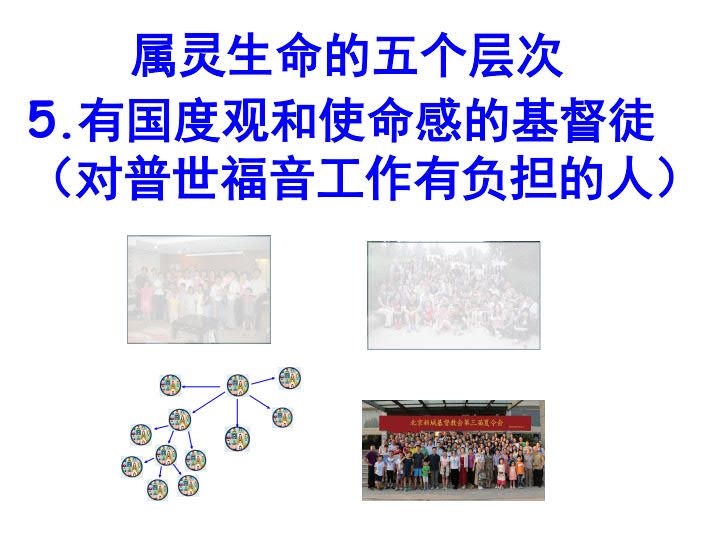 属灵生命的五个层次
5.有国度观和使命感的基督徒
（对普世福音工作有负担的人）
北京新城基督教会第三届夏令会